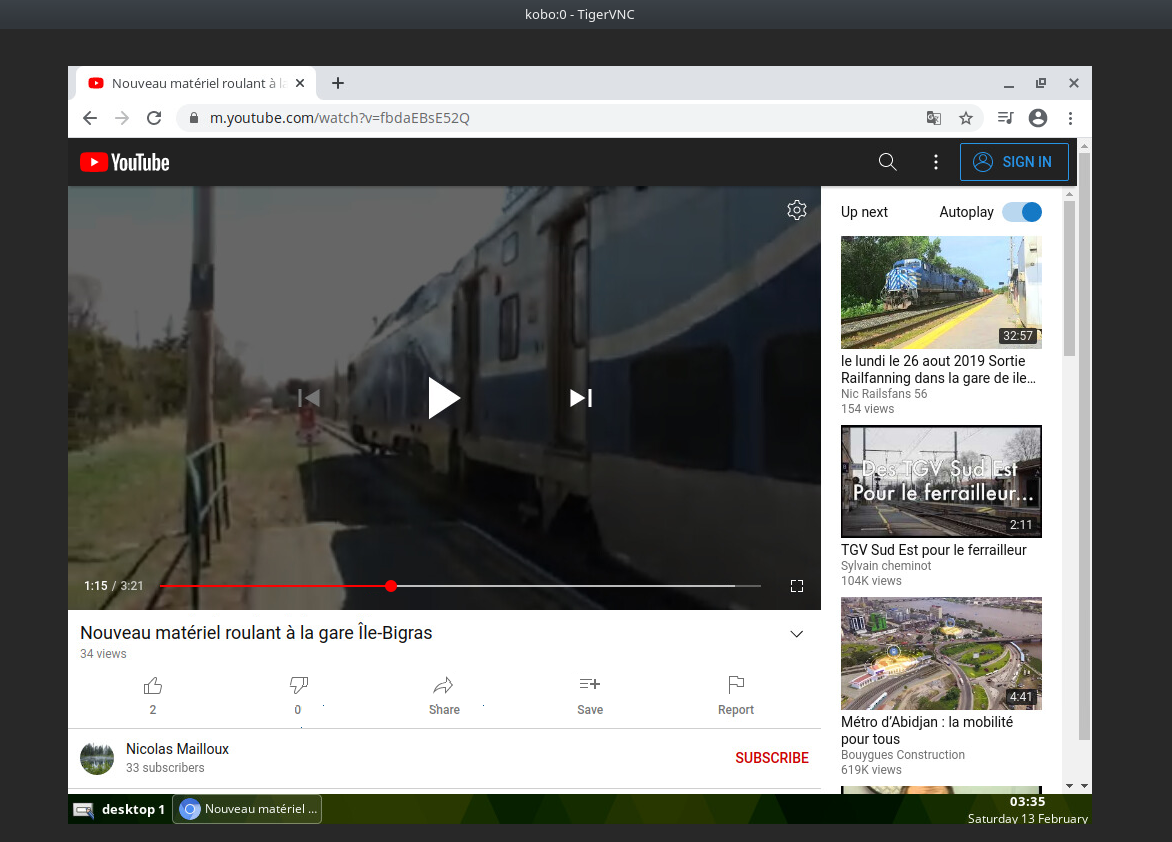 kobo:0 - TigerVNC
Nouveau matériel roulant à la
m.youtube.com/watch?v=fbdaEBsE52Q
YouTube
SIGN IN
Up next
Autoplay
32:57
le lundi le 26 aout 2019 Sortie
Railfanning dans la gare de ile…
Nic Railsfans 56
154 views
Des TGV Sud Est
Pour le ferrailleur...
2:11
TGV Sud Est pour le ferrailleur
Sylvain cheminot
104K views
4:41
Métro d’Abidjan : la mobilité
pour tous
Bouygues Construction
619K views
1:15 / 3:21
Nouveau matériel roulant à la gare Île-Bigras
34 views
2
0
Share
Save
Report
Nicolas Mailloux
33 subscribers
SUBSCRIBE
desktop 1
Nouveau matériel ...
03:35
Saturday 13 February